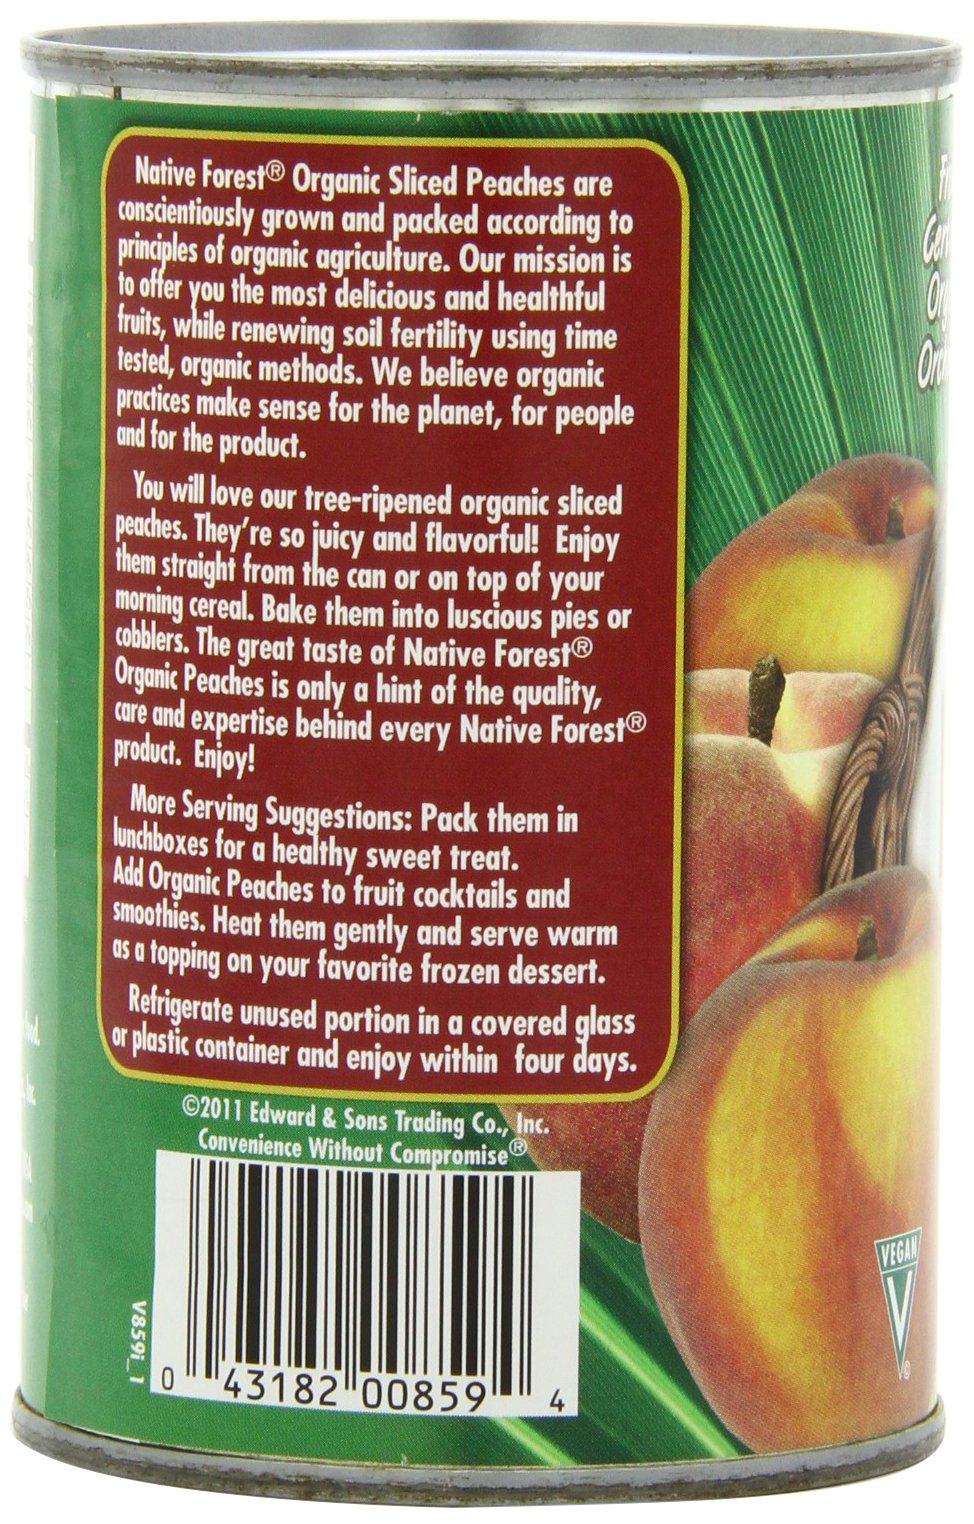 Native Forest® Organic Sliced Peaches are
conscientiously grown and packed according to
principles of organic agriculture. Our mission is
to offer you the most delicious and healthful
fruits, while renewing soil fertility using time
tested, organic methods. We believe organic
practices make sense for the planet, for people
and for the product.
You will love our tree-ripened organic sliced
peaches. They're so juicy and flavorful! Enjoy
them straight from the can or on top of your
morning cereal. Bake them into luscious pies or
cobblers. The great taste of Native Forest®
Organic Peaches is only a hint of the quality,
care and expertise behind every Native Forest®
product. Enjoy!
More Serving Suggestions: Pack them in
lunchboxes for a healthy sweet treat.
Add Organic Peaches to fruit cocktails and
smoothies. Heat them gently and serve warm
as a topping on your favorite frozen dessert.
Refrigerate unused portion in a covered glass
or plastic container and enjoy within four days.
©2011 Edward & Sons Trading Co., Inc.
Convenience Without Compromise®
V859i_1
0 43182 00859 4
VEGAN
V
©